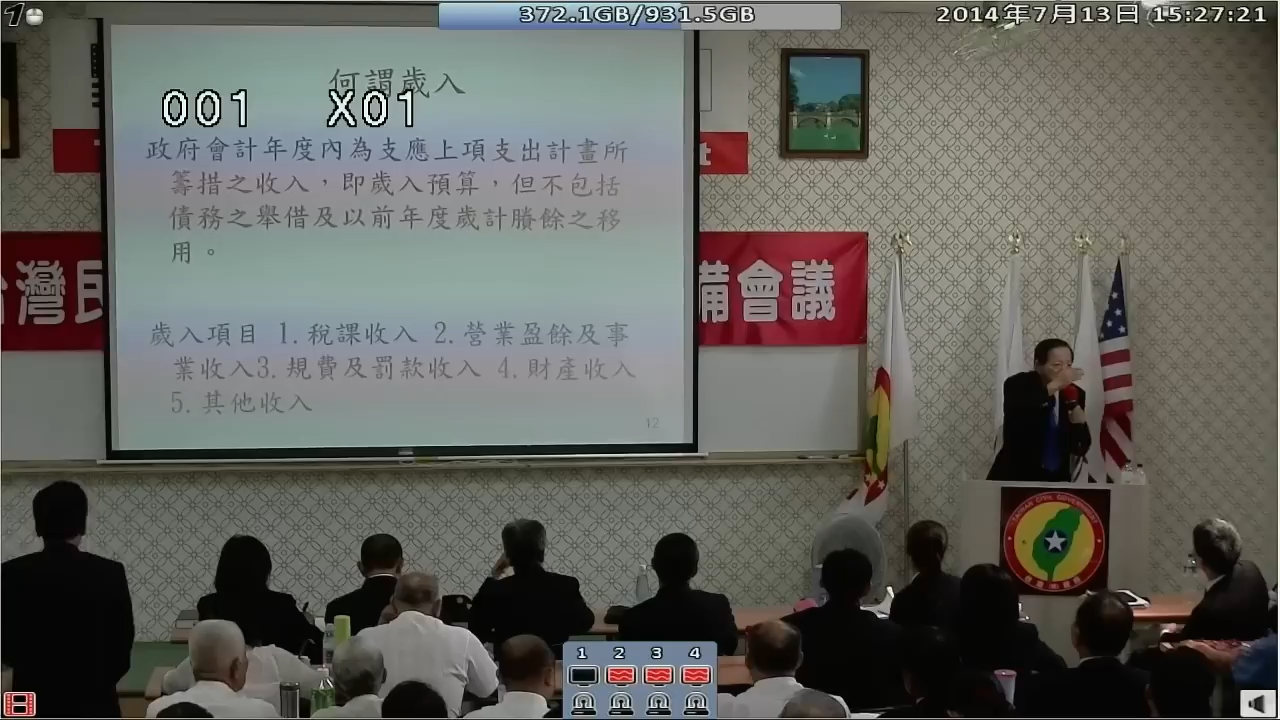 372.1GB/931.5GB
2014年7月13日 15:27:21
何謂歲入
001 X01
政府會計年度內為支應上項支出計畫所
籌措之收入，即歲入預算，但不包括
債務之舉借及以前年度歲計賸餘之移
用。
歲入項目 1.稅課收入 2.營業盈餘及事
業收入3.規費及罰款收入 4.財產收入
5.其他收入
12
台灣民
備會議
t
TAIWAN CIVIL GOVERNMENT
1 2 3 4